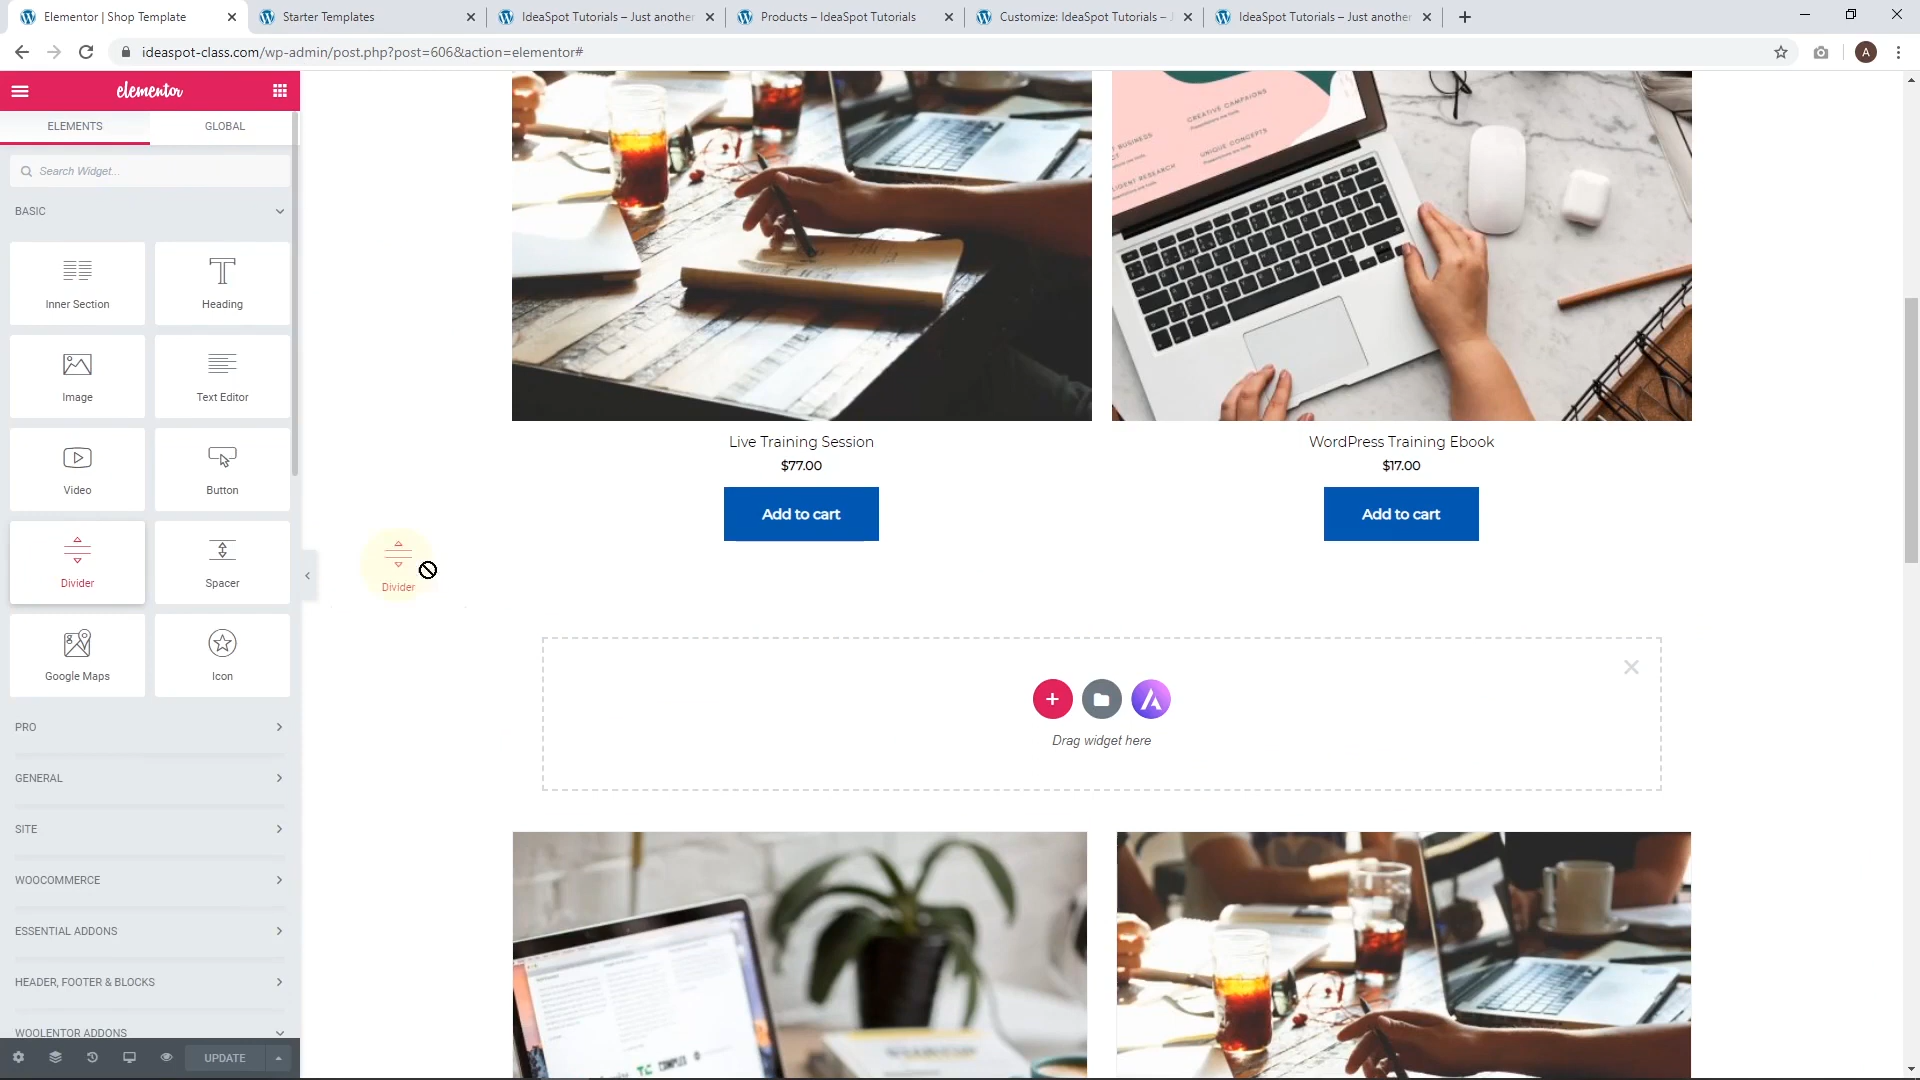 Elementor | Shop Template
Starter Templates
IdeaSpot Tutorials – Just another
Products – IdeaSpot Tutorials
Customize: IdeaSpot Tutorials –
IdeaSpot Tutorials – Just another
ideaspot-class.com/wp-admin/post.php?post=606&action=elementor#
A
elementor
ELEMENTS
GLOBAL
Search Widget...
BASIC
Inner Section
Heading
Image
Text Editor
Video
Button
Divider
Spacer
Google Maps
Icon
PRO
GENERAL
SITE
WOOCOMMERCE
ESSENTIAL ADDONS
HEADER, FOOTER & BLOCKS
WOOLENTOR ADDONS
UPDATE
Divider
CREATIVE CAMPAIGNS
UNIQUE CONCEPTS
Live Training Session
$77.00
Add to cart
WordPress Training Ebook
$17.00
Add to cart
Drag widget here